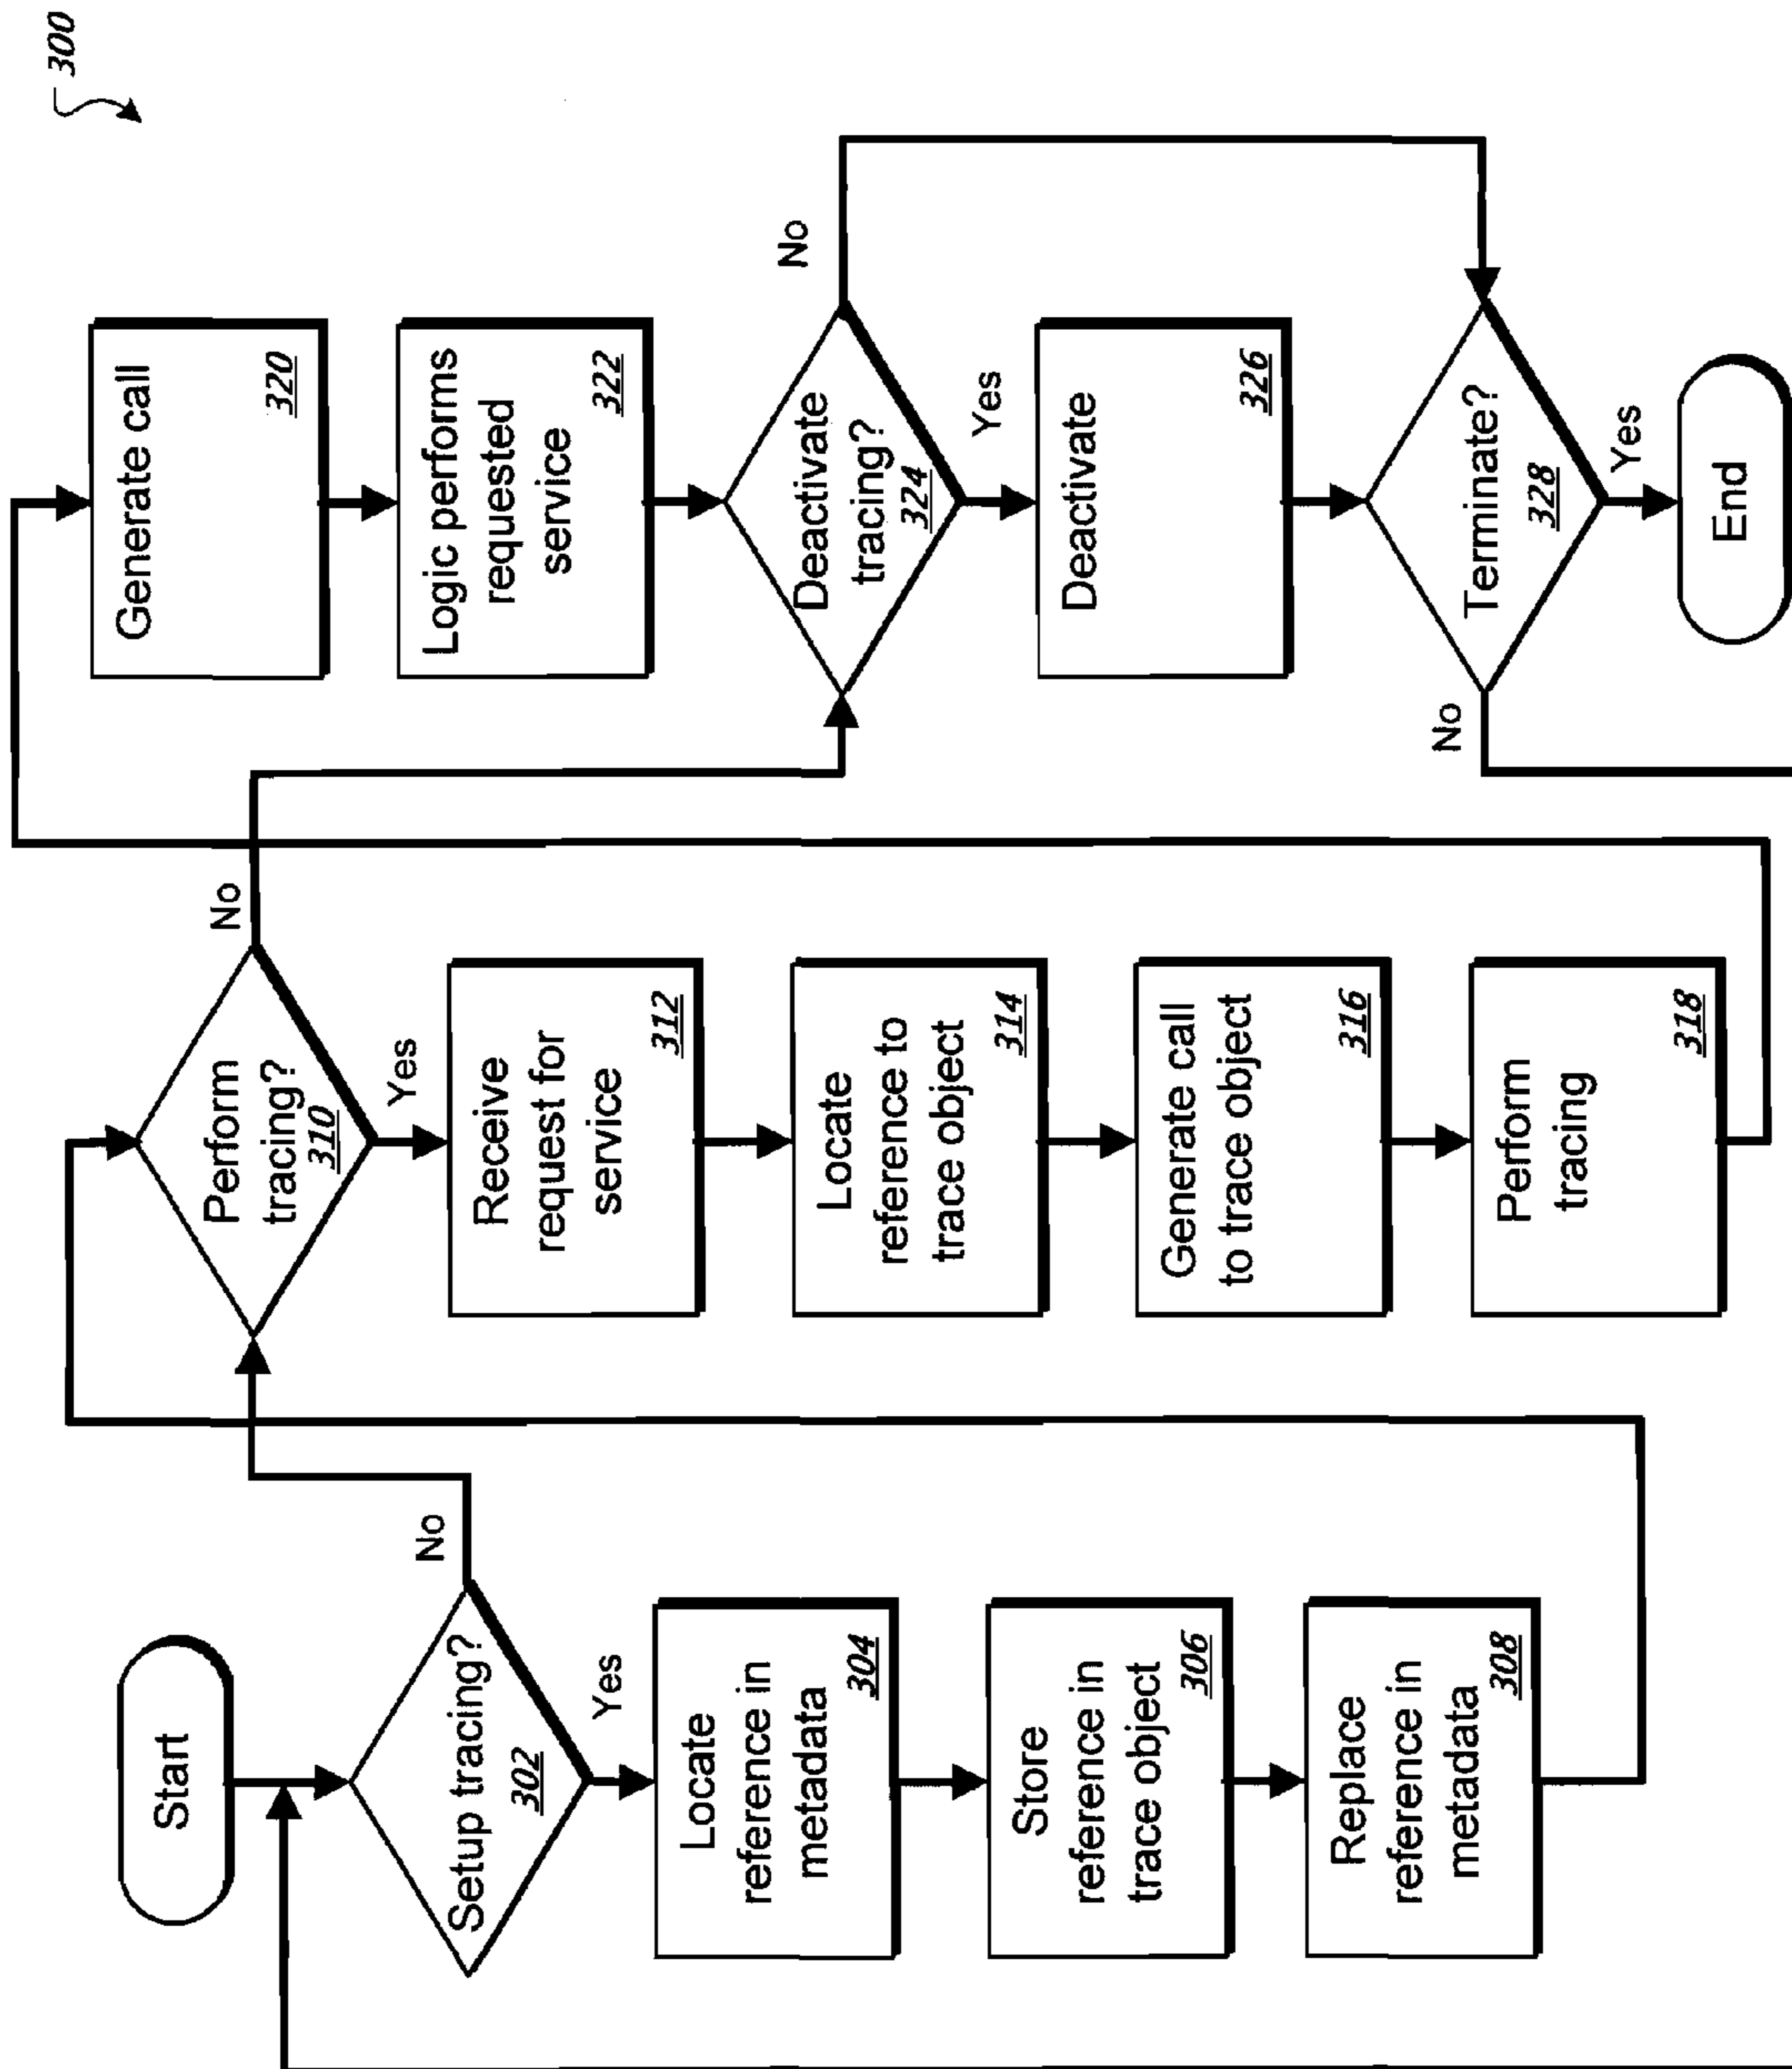 300
Start
Setup tracing?
302
No
Yes
Locate
reference in
metadata
304
Store
reference in
trace object
306
Replace
reference in
metadata
308
Perform
tracing?
310
No
Yes
Receive
request for
service
312
Locate
reference to
trace object
314
Generate call
to trace object
316
Perform
tracing
318
Generate call
320
Logic performs
requested
service
322
Deactivate
tracing?
324
No
Yes
Deactivate
326
Terminate?
328
No
Yes
End